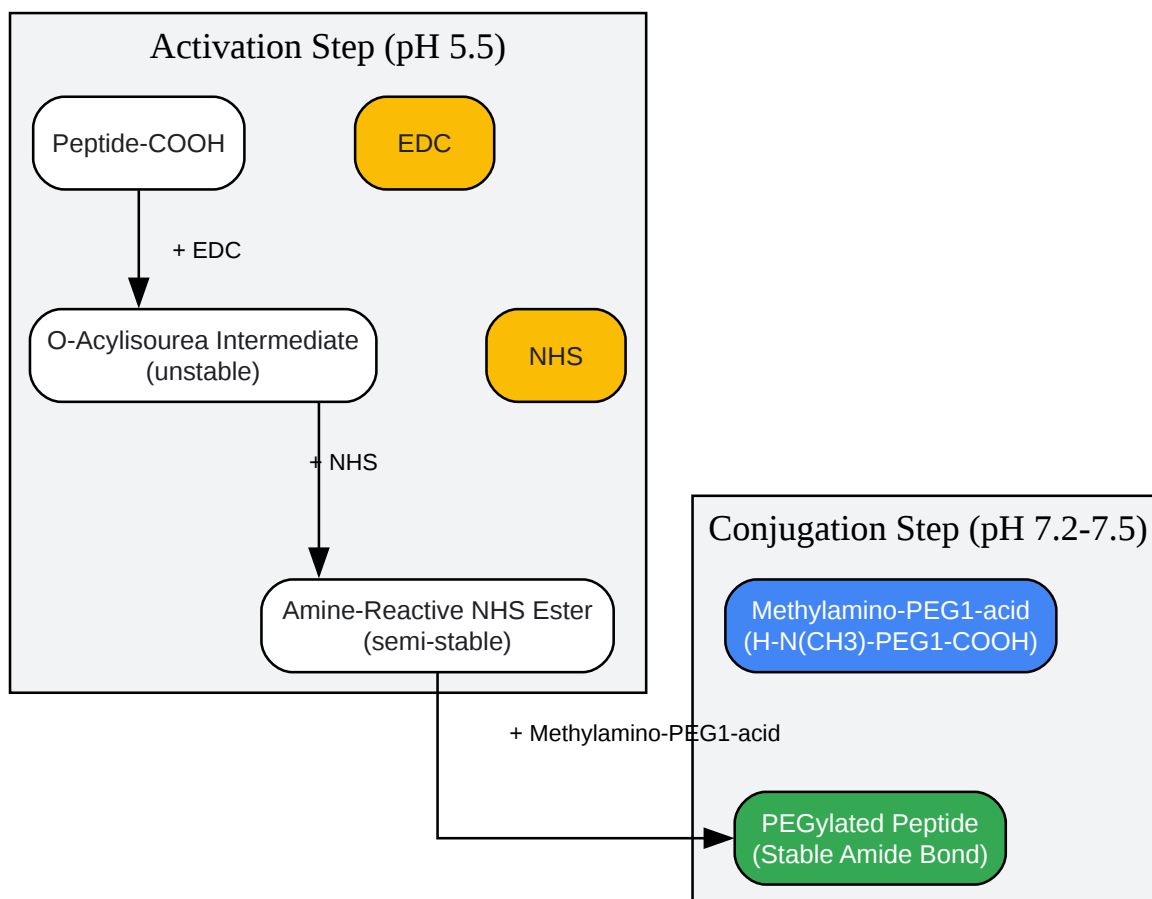 Activation Step (pH 5.5)
Peptide-COOH
EDC
+ EDC
O-Acylisourea Intermediate
(unstable)
NHS
+ NHS
Amine-Reactive NHS Ester
(semi-stable)
Conjugation Step (pH 7.2-7.5)
Methylamino-PEG1-acid
(H-N(CH3)-PEG1-COOH)
+ Methylamino-PEG1-acid
PEGylated Peptide
(Stable Amide Bond)